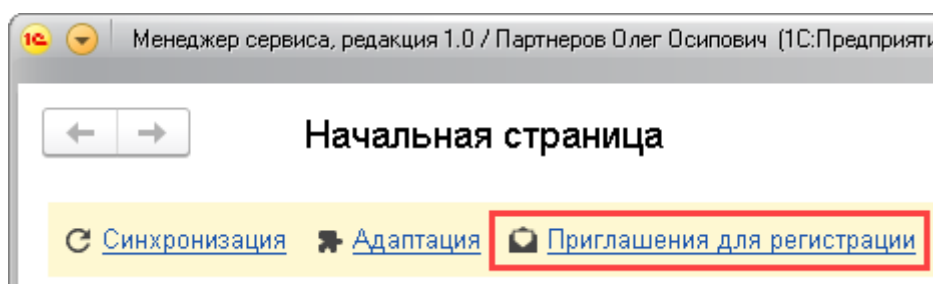 1С Менеджер сервиса, редакция 1.0 / Партнеров Олег Осипович (1С:Предприяти
Начальная страница
Синхронизация Адаптация Приглашения для регистрации